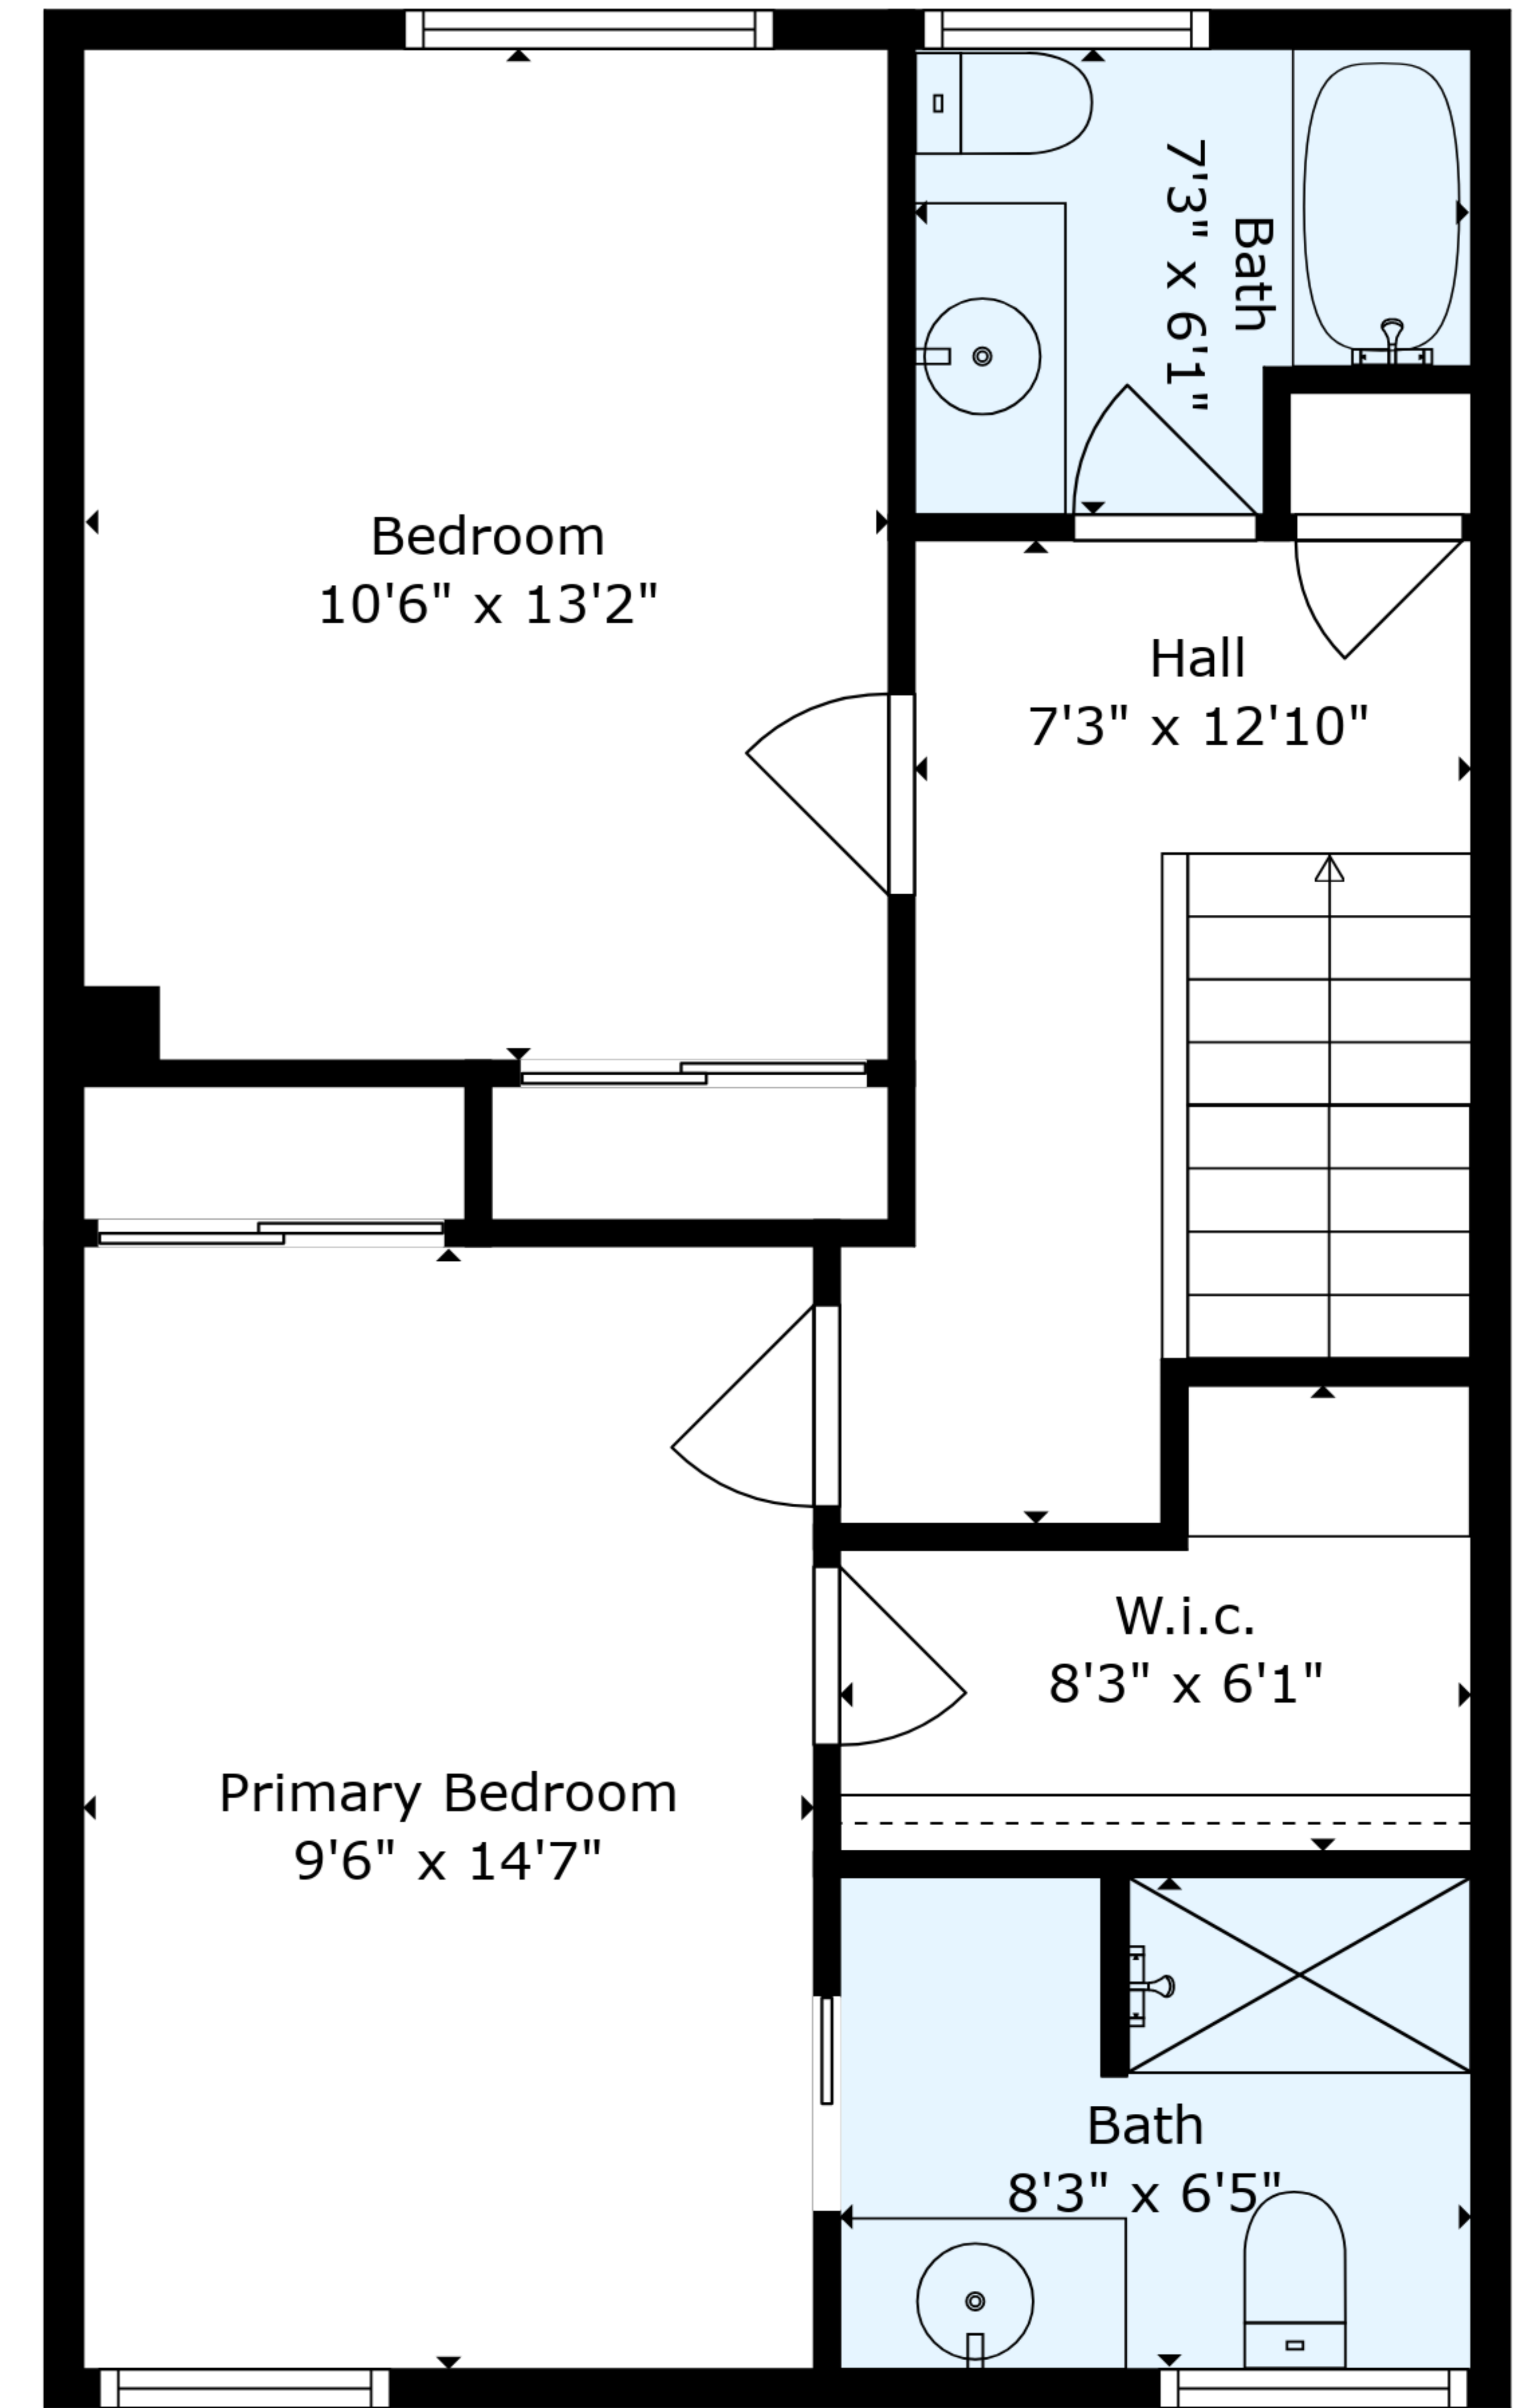 Bath
7'3" x 6'1"
Bedroom
10'6" x 13'2"
Hall
7'3" x 12'10"
W.i.c.
8'3" x 6'1"
Primary Bedroom
9'6" x 14'7"
Bath
8'3" x 6'5"